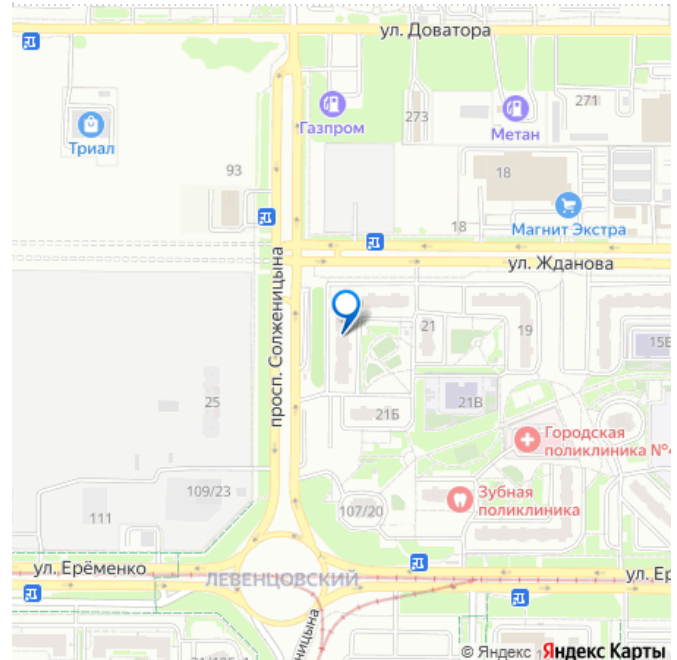 ул. Доватора
Газпром
273
Метан
271
Триал
93
18
18
Магнит Экстра
ул. Жданова
просп. Солженицына
21
19
15В
25
21Б
21В
Городская
поликлиника №4
109/23
111
107/20
Зубная
поликлиника
ул. Ерёменко
ЛЕВЕНЦОВСКИЙ
ул. Ер
© Яндекс
Яндекс Карты